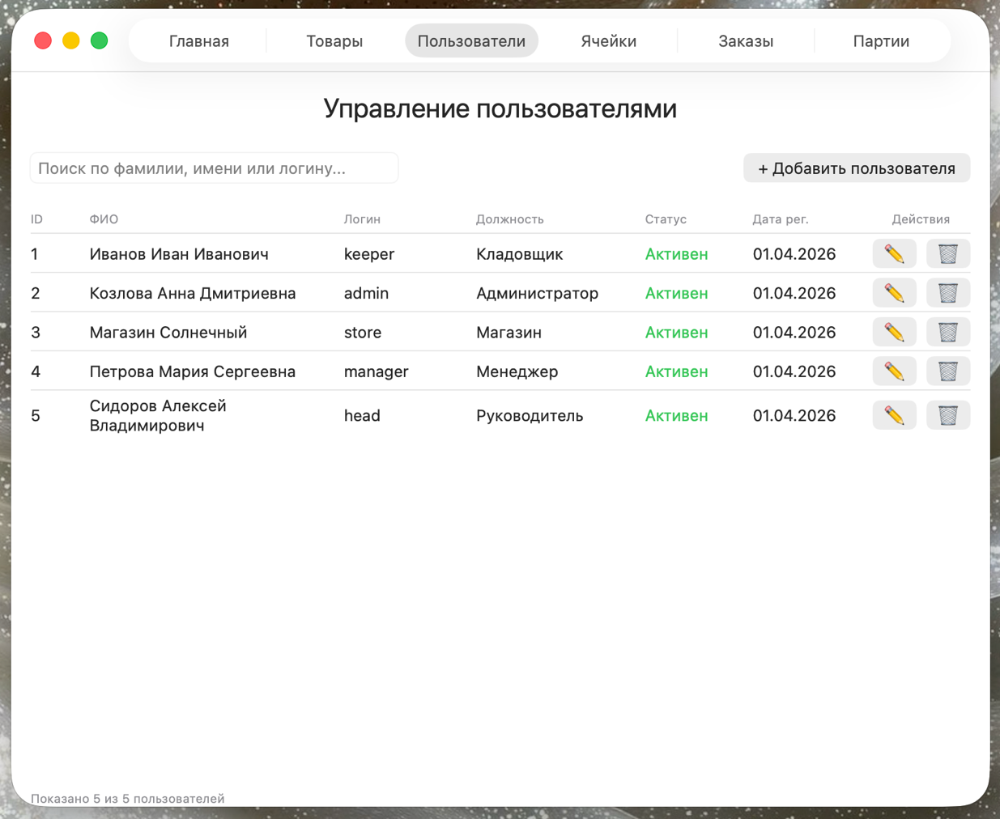 Главная
Товары
Пользователи
Ячейки
Заказы
Партии
Управление пользователями
Поиск по фамилии, имени или логину...
+ Добавить пользователя
ID ФИО Логин Должность Статус Дата рег. Действия
1 Иванов Иван Иванович keeper Кладовщик Активен 01.04.2026
2 Козлова Анна Дмитриевна admin Администратор Активен 01.04.2026
3 Магазин Солнечный store Магазин Активен 01.04.2026
4 Петрова Мария Сергеевна manager Менеджер Активен 01.04.2026
5 Сидоров Алексей
Владимирович head Руководитель Активен 01.04.2026
Показано 5 из 5 пользователей